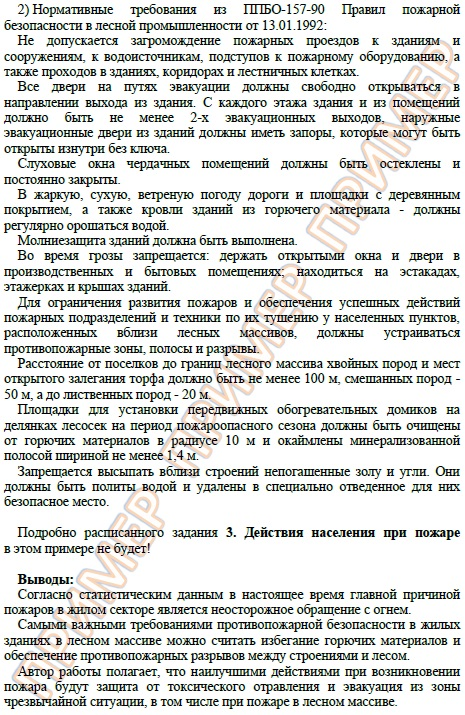 2) Нормативные требования из ППБО-157-90 Правил пожарной
безопасности в лесной промышленности от 13.01.1992:
Не допускается загромождение пожарных проездов к зданиям и
сооружениям, к водоисточникам, подступов к пожарному оборудованию, а
также проходов в зданиях, коридорах и лестничных клетках.
Все двери на путях эвакуации должны свободно открываться в
направлении выхода из здания. С каждого этажа здания и из помещений
должно быть не менее 2-х эвакуационных выходов, наружные
эвакуационные двери из зданий должны иметь запоры, которые могут быть
открыты изнутри без ключа.
Слуховые окна чердачных помещений должны быть остеклены и
постоянно закрыты.
В жаркую, сухую, ветреную погоду дороги и площадки с деревянным
покрытием, а также кровли зданий из горючего материала - должны
регулярно орошаться водой.
Молниезащита зданий должна быть выполнена.
Во время грозы запрещается: держать открытыми окна и двери в
производственных и бытовых помещениях; находиться на эстакадах,
этажерках и крышах зданий.
Для ограничения развития пожаров и обеспечения успешных действий
пожарных подразделений и техники по их тушению у населенных пунктов,
расположенных вблизи лесных массивов, должны устраиваться
противопожарные зоны, полосы и разрывы.
Расстояние от поселков до границ лесного массива хвойных пород и мест
открытого залегания торфа должно быть не менее 100 м, смешанных пород -
50 м, а до лиственных пород - 20 м.
Площадки для установки передвижных обогревательных домиков на
делянках лесосек на период пожароопасного сезона должны быть очищены
от горючих материалов в радиусе 10 м и окаймлены минерализованной
полосой шириной не менее 1,4 м.
Запрещается высыпать вблизи строений непогашенные золу и угли. Они
должны быть политы водой и удалены в специально отведенное для них
безопасное место.
Подробно расписанного задания 3. Действия населения при пожаре
в этом примере не будет!
Выводы:
Согласно статистическим данным в настоящее время главной причиной
пожаров в жилом секторе является неосторожное обращение с огнем.
Самыми важными требованиями противопожарной безопасности в жилых
зданиях в лесном массиве можно считать избегание горючих материалов и
обеспечение противопожарных разрывов между строениями и лесом.
Автор работы полагает, что наилучшими действиями при возникновении
пожара будут защита от токсического отравления и эвакуация из зоны
чрезвычайной ситуации, в том числе при пожаре в лесном массиве.
ПРИМЕР ПРИМЕР ПРИМЕР ПРИМЕР